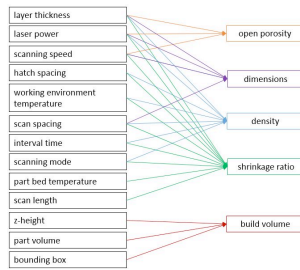 layer thickness
laser power
scanning speed
hatch spacing
working environment
temperature
scan spacing
interval time
scanning mode
part bed temperature
scan length
z-height
part volume
bounding box
open porosity
dimensions
density
shrinkage ratio
build volume